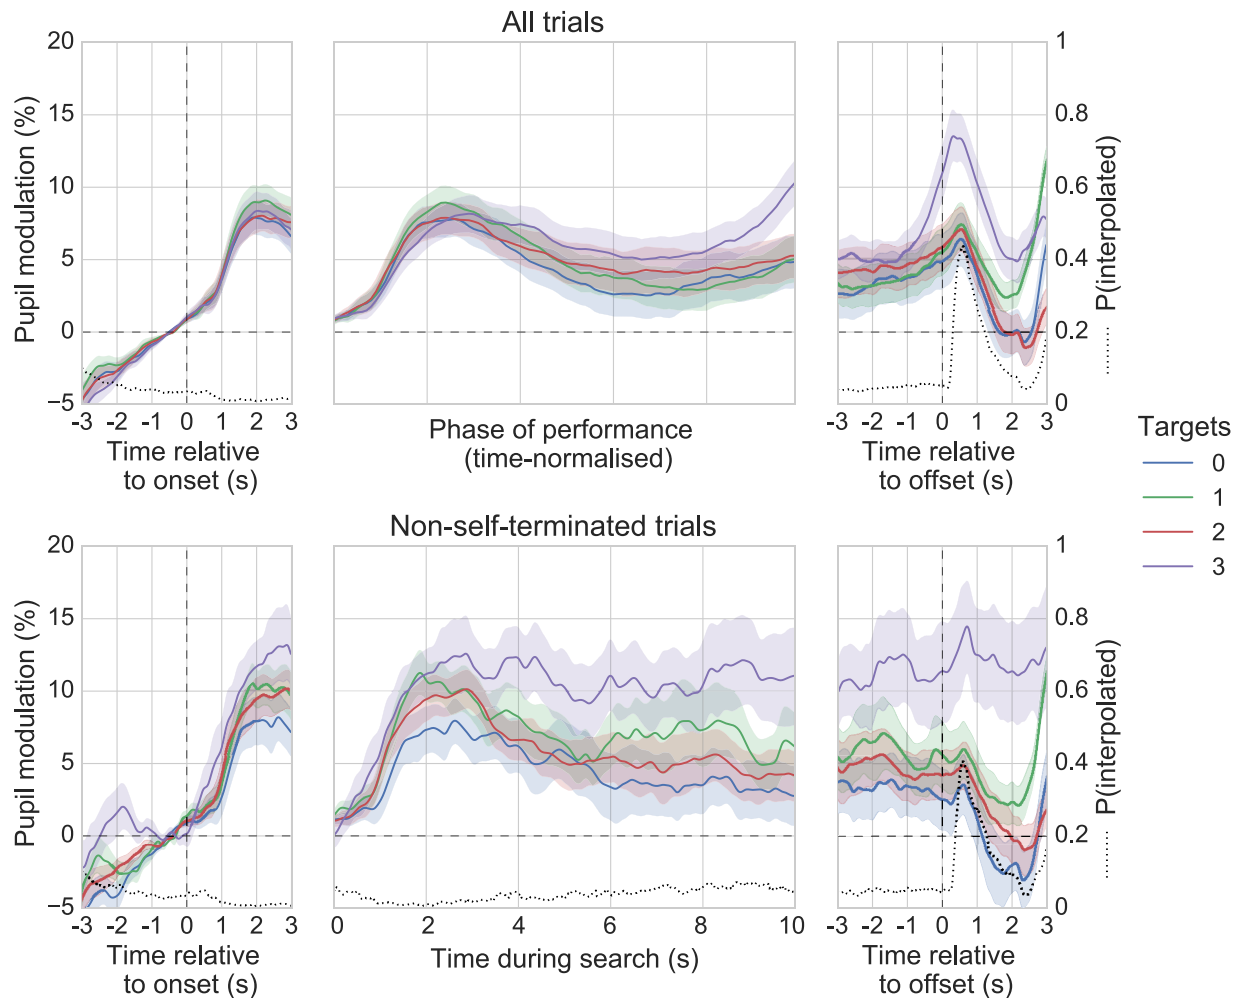 All trials
20
15
10
5
0
−5
Pupil modulation (%)
-3 -2 -1 0 1 2 3
Time relative
to onset (s)
Phase of performance
(time-normalised)
-3 -2 -1 0 1 2 3
Time relative
to offset (s)
1
0.8
0.6
0.4
0.2
0
P(interpolated)
Targets
0
1
2
3
Non-self-terminated trials
20
15
10
5
0
−5
Pupil modulation (%)
-3 -2 -1 0 1 2 3
Time relative
to onset (s)
0 2 4 6 8 10
Time during search (s)
-3 -2 -1 0 1 2 3
Time relative
to offset (s)
1
0.8
0.6
0.4
0.2
0
P(interpolated)